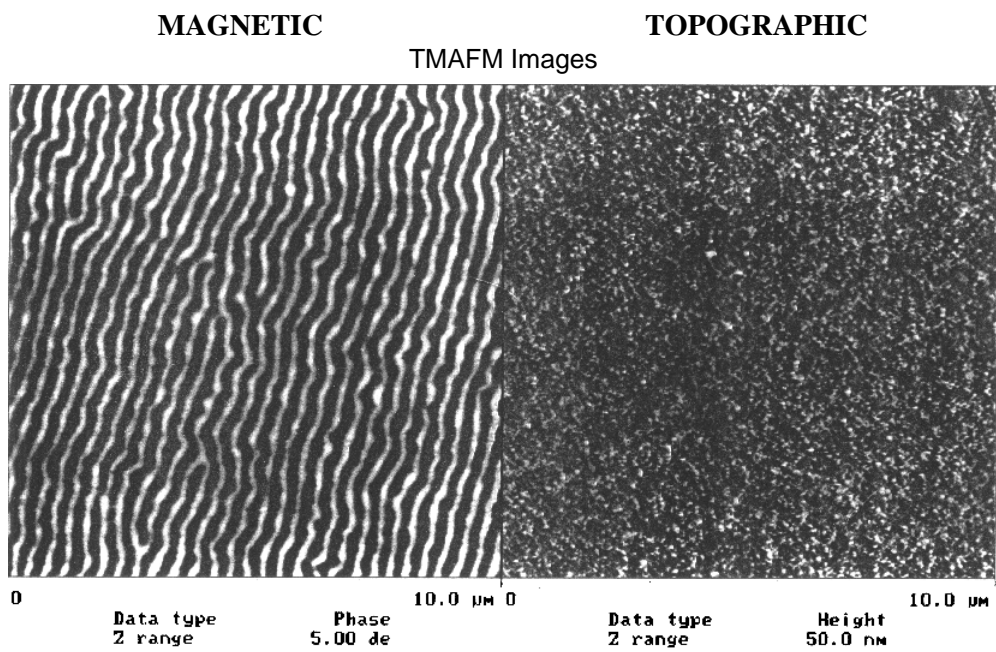 MAGNETIC TOPOGRAPHIC
TMAFM Images
0 10.0 μM 0 10.0 μM
Data type Phase Data type Height
Z range 5.00 de Z range 50.0 nm